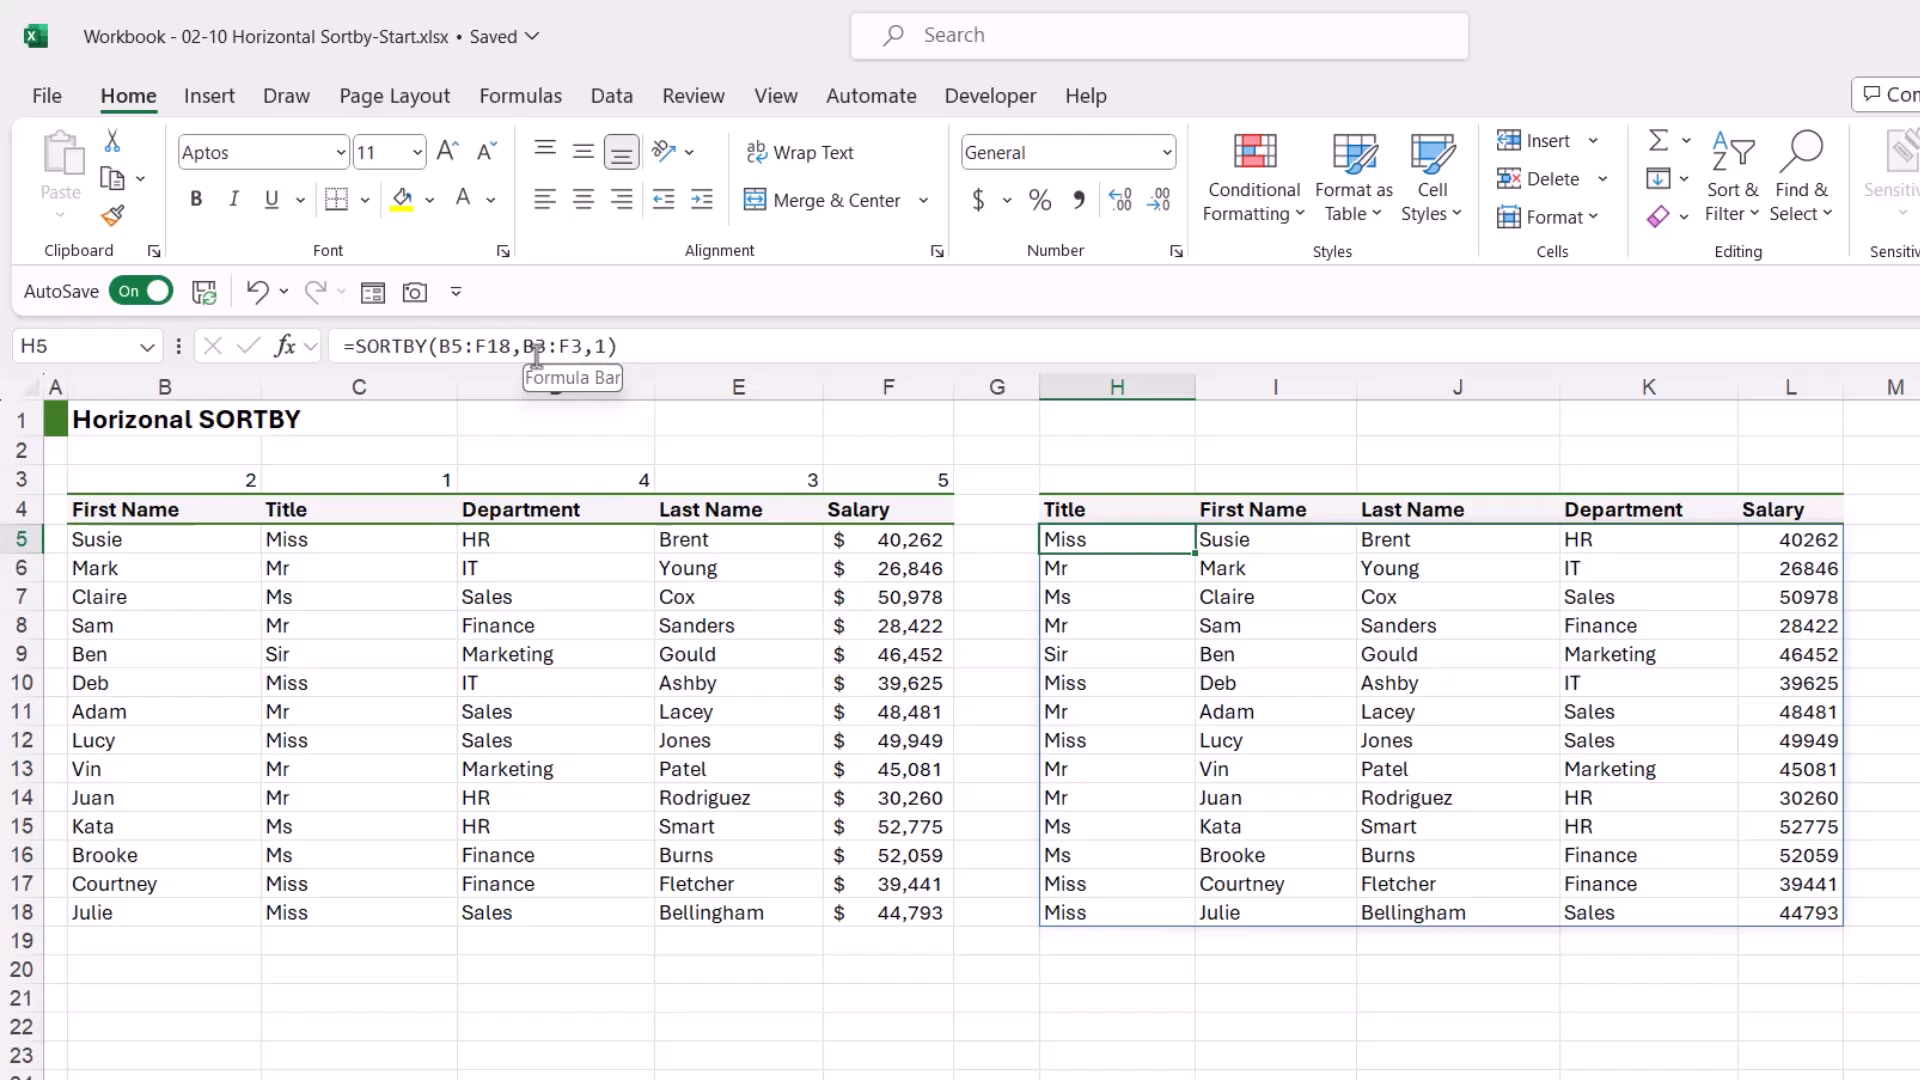 Workbook - 02-10 Horizontal Sortby-Start.xlsx • Saved
Search
File Home Insert Draw Page Layout Formulas Data Review View Automate Developer Help
Paste
Clipboard
Aptos 11
B I U A
Font
Wrap Text
Merge & Center
Alignment
General
$ % ,
Number
Conditional Formatting
Format as Table
Cell Styles
Styles
Insert
Delete
Format
Cells
Sort & Filter
Find & Select
Editing
AutoSave On
H5 fx =SORTBY(B5:F18,B3:F3,1)
Formula Bar
A B C E F G H I J K L M
1 Horizonal SORTBY
2
3 2 1 4 3 5
4 First Name Title Department Last Name Salary Title First Name Last Name Department Salary
5 Susie Miss HR Brent $ 40,262 Miss Susie Brent HR 40262
6 Mark Mr IT Young $ 26,846 Mr Mark Young IT 26846
7 Claire Ms Sales Cox $ 50,978 Ms Claire Cox Sales 50978
8 Sam Mr Finance Sanders $ 28,422 Mr Sam Sanders Finance 28422
9 Ben Sir Marketing Gould $ 46,452 Sir Ben Gould Marketing 46452
10 Deb Miss IT Ashby $ 39,625 Miss Deb Ashby IT 39625
11 Adam Mr Sales Lacey $ 48,481 Mr Adam Lacey Sales 48481
12 Lucy Miss Sales Jones $ 49,949 Miss Lucy Jones Sales 49949
13 Vin Mr Marketing Patel $ 45,081 Mr Vin Patel Marketing 45081
14 Juan Mr HR Rodriguez $ 30,260 Mr Juan Rodriguez HR 30260
15 Kata Ms HR Smart $ 52,775 Ms Kata Smart HR 52775
16 Brooke Ms Finance Burns $ 52,059 Ms Brooke Burns Finance 52059
17 Courtney Miss Finance Fletcher $ 39,441 Miss Courtney Fletcher Finance 39441
18 Julie Miss Sales Bellingham $ 44,793 Miss Julie Bellingham Sales 44793
19
20
21
22
23